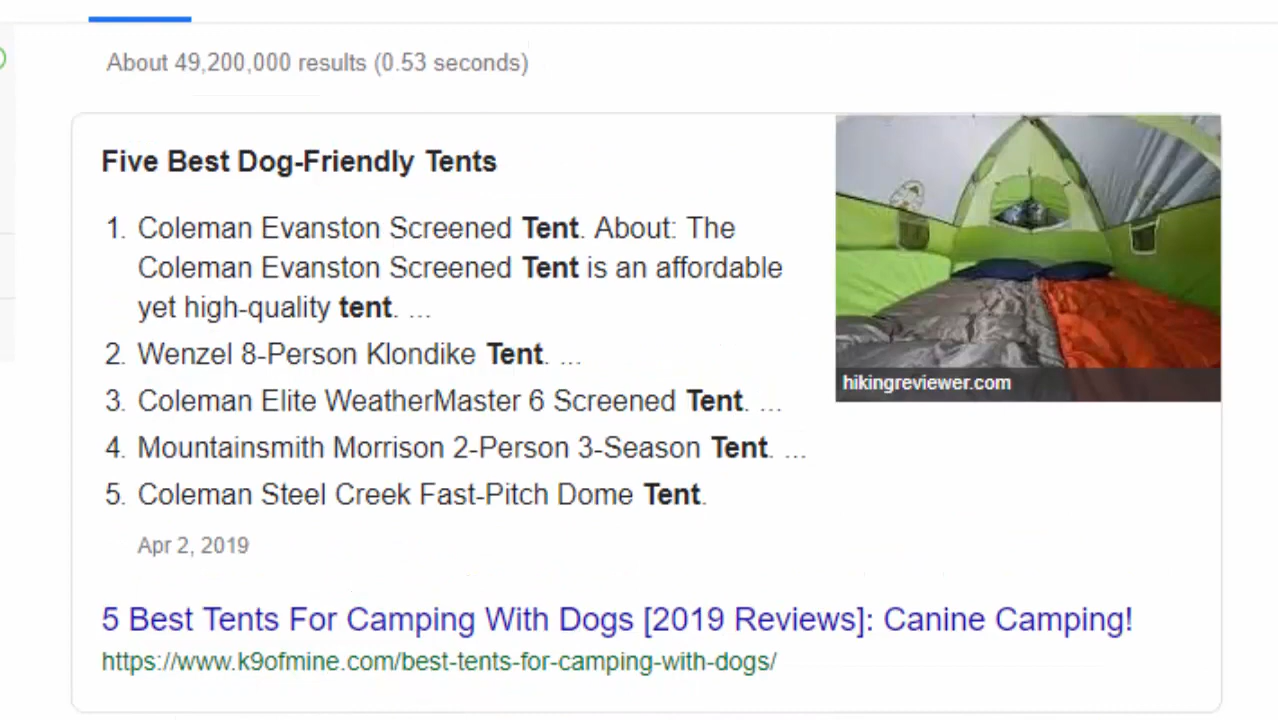 About 49,200,000 results (0.53 seconds)
Five Best Dog-Friendly Tents
1. Coleman Evanston Screened Tent. About: The
Coleman Evanston Screened Tent is an affordable
yet high-quality tent. ...
2. Wenzel 8-Person Klondike Tent. ...
3. Coleman Elite WeatherMaster 6 Screened Tent. ...
4. Mountainsmith Morrison 2-Person 3-Season Tent. ...
5. Coleman Steel Creek Fast-Pitch Dome Tent.
Apr 2, 2019
hikingreviewer.com
5 Best Tents For Camping With Dogs [2019 Reviews]: Canine Camping!
https://www.k9ofmine.com/best-tents-for-camping-with-dogs/